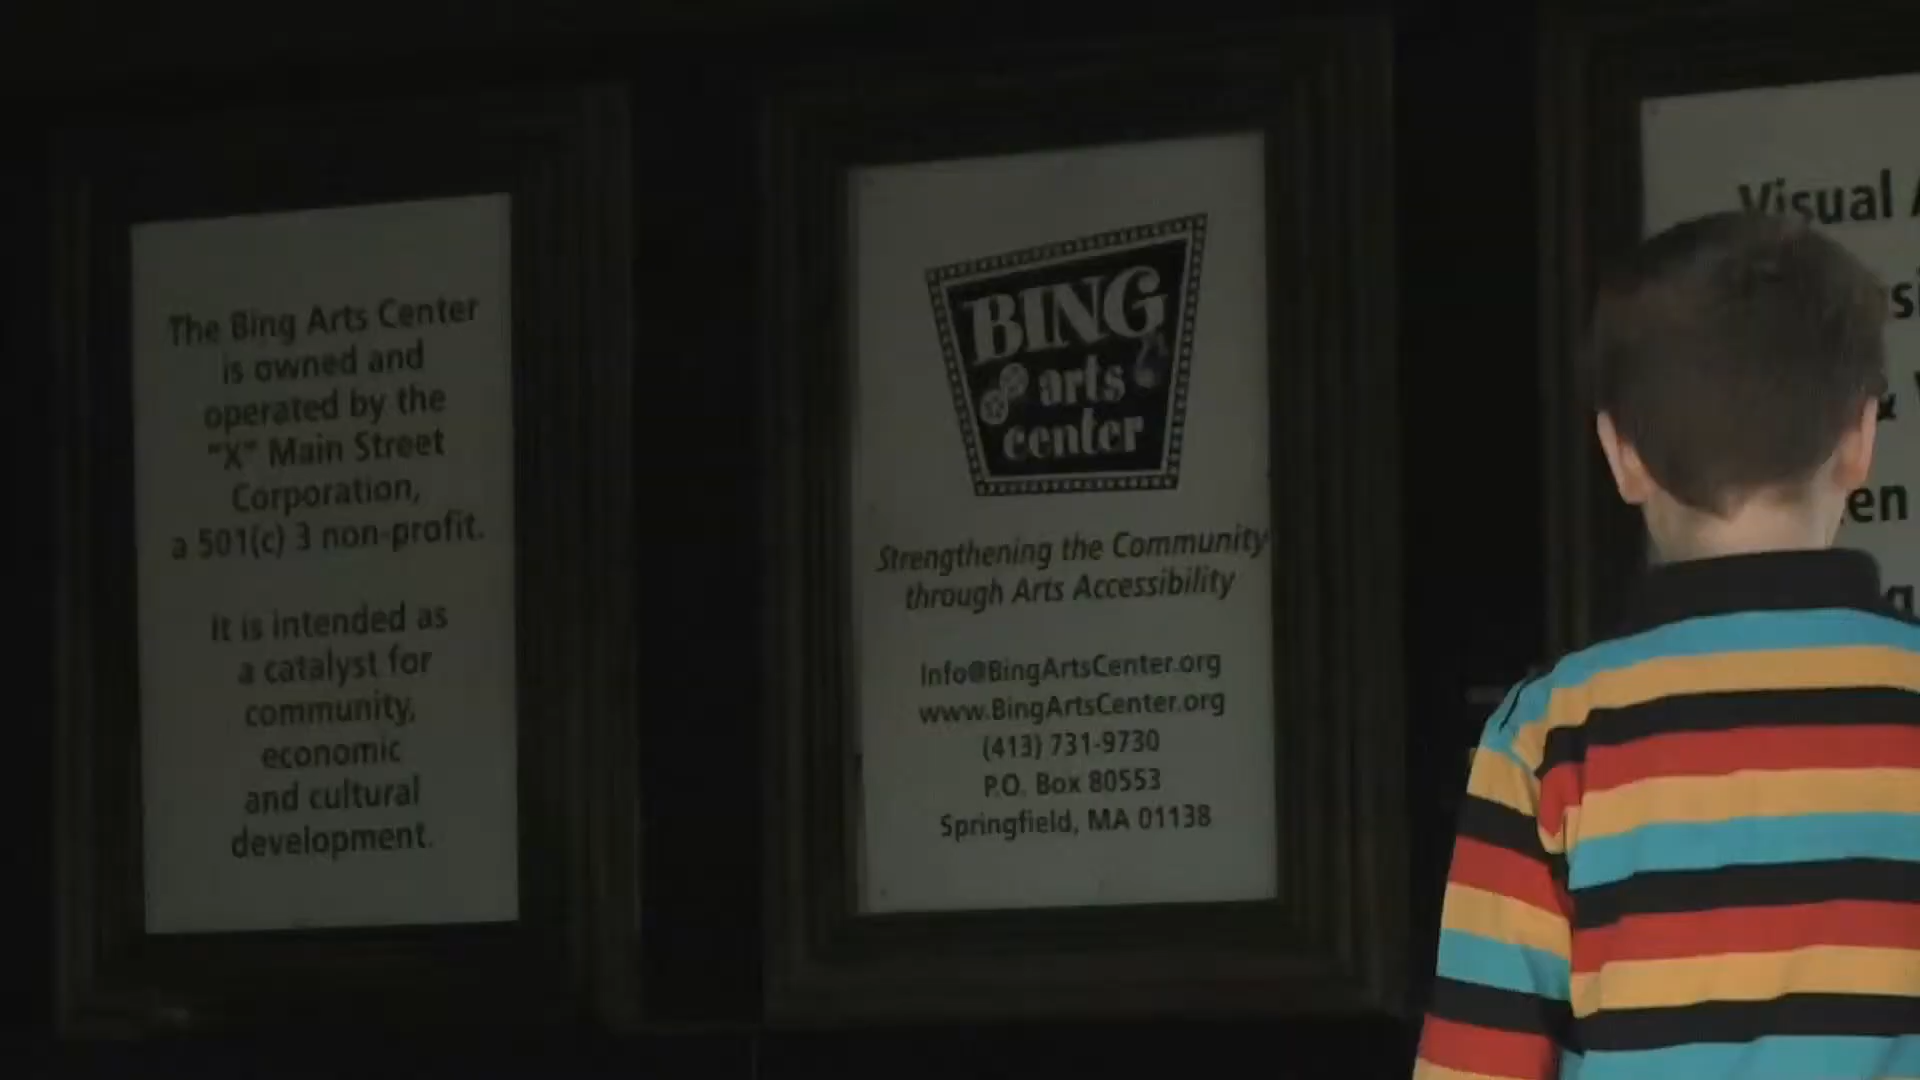 The Bing Arts Center
is owned and
operated by the
"X" Main Street
Corporation,
a 501(c) 3 non-profit.
It is intended as
a catalyst for
community,
economic
and cultural
development.
BING
arts
center
Strengthening the Community
through Arts Accessibility
Info@BingArtsCenter.org
www.BingArtsCenter.org
(413) 731-9730
P.O. Box 80553
Springfield, MA 01138
Visual
&